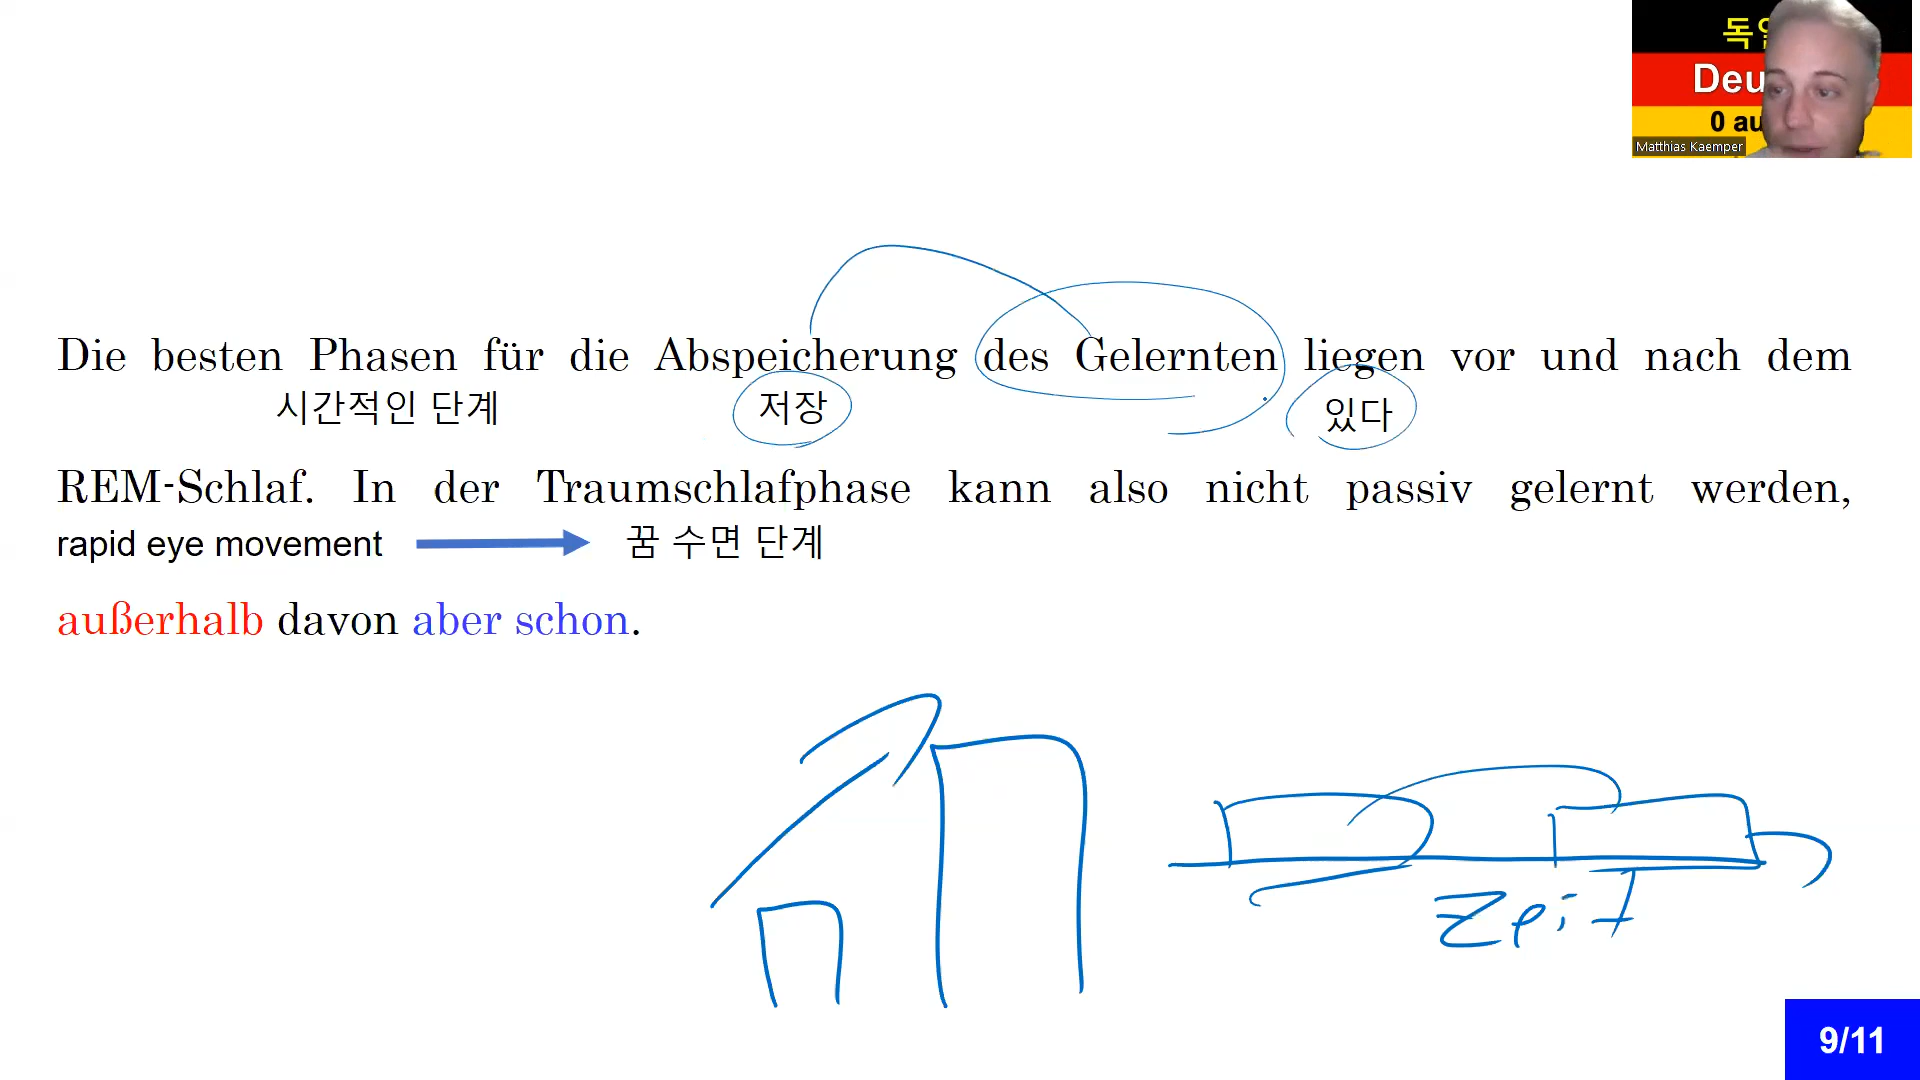 독일
Deu
0 au
Matthias Kaemper
Die besten Phasen für die Abspeicherung des Gelernten liegen vor und nach dem
시간적인 단계 저장 있다
REM-Schlaf. In der Traumschlafphase kann also nicht passiv gelernt werden,
rapid eye movement 꿈 수면 단계
außerhalb davon aber schon.
Zeit
9/11